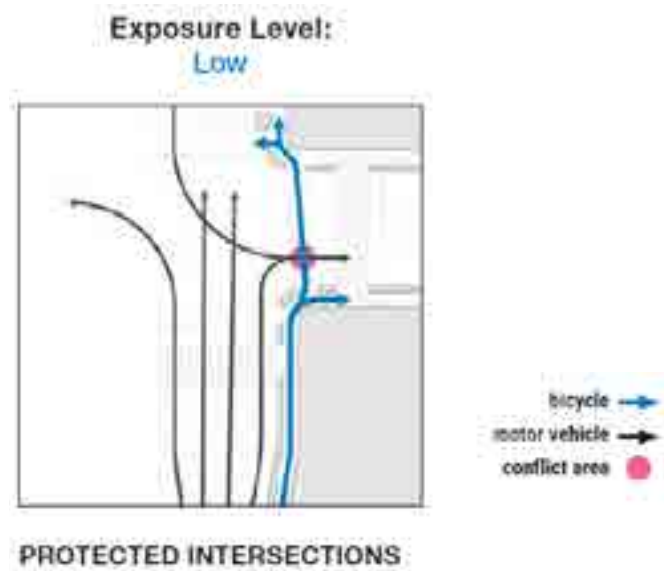 Exposure Level:
Low
bicycle
motor vehicle
conflict area
PROTECTED INTERSECTIONS